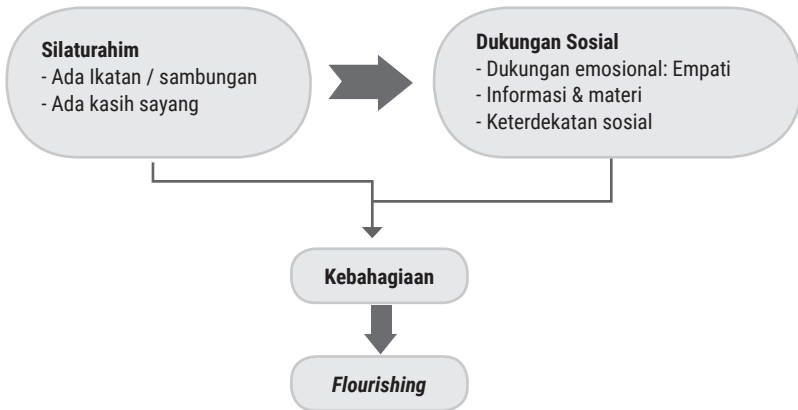 Silaturahim
- Ada Ikatan / sambungan
- Ada kasih sayang
Dukungan Sosial
- Dukungan emosional: Empati
- Informasi & materi
- Keterdekatan sosial
Kebahagiaan
Flourishing